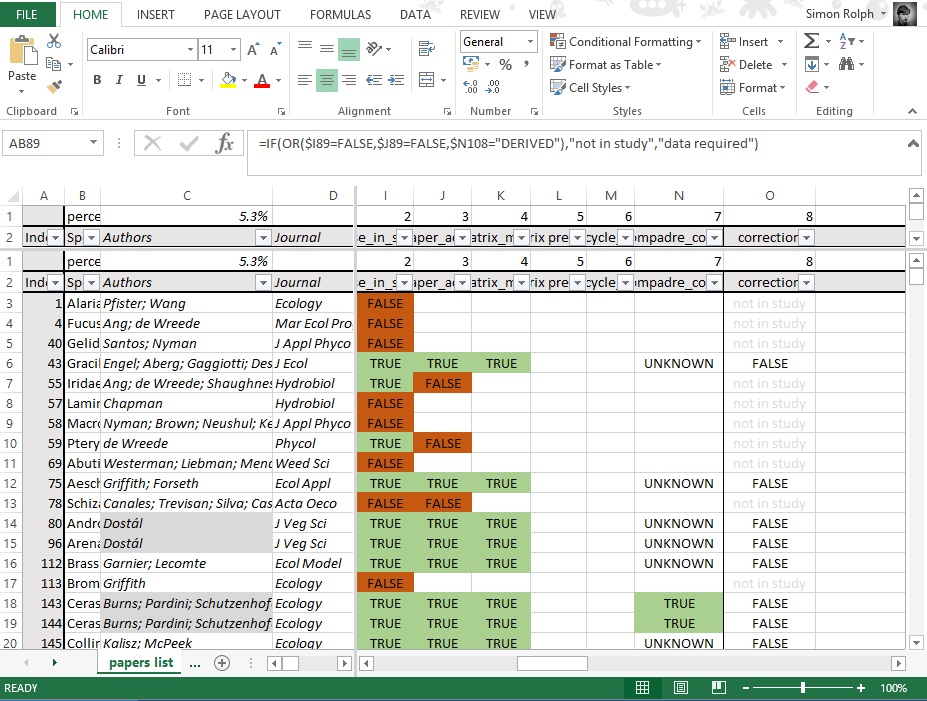 FILE HOME INSERT PAGE LAYOUT FORMULAS DATA REVIEW VIEW Simon Rolph
Paste
Calibri 11
B I U
General
% ,
Conditional Formatting
Format as Table
Cell Styles
Insert
Delete
Format
Clipboard Font Alignment Number Styles Cells Editing
AB89 fx =IF(OR($I89=FALSE,$J89=FALSE,$N108="DERIVED"),"not in study","data required")
A B C D I J K L M N O
1 perce 5.3% 2 3 4 5 6 7 8
2 Ind Sp Authors Journal e_in_s aper_a atrix_m rix pre cycle_ mpadre_co correction
1 perce 5.3% 2 3 4 5 6 7 8
2 Ind Sp Authors Journal e_in_s aper_a atrix_m rix pre cycle_ mpadre_co correction
3 1 Alaria Pfister; Wang Ecology FALSE not in study
4 4 Fucus Ang; de Wreede Mar Ecol Pro FALSE not in study
5 40 Gelid Santos; Nyman J Appl Phyco FALSE not in study
6 43 Gracil Engel; Aberg; Gaggiotti; Des J Ecol TRUE TRUE TRUE UNKNOWN FALSE
7 55 Iridae Ang; de Wreede; Shaughnes Hydrobiol TRUE FALSE not in study
8 57 Lamir Chapman Hydrobiol FALSE not in study
9 58 Macro Nyman; Brown; Neushul; Ke J Appl Phyco FALSE not in study
10 59 Ptery de Wreede Phycol TRUE FALSE not in study
11 69 Abuti Westerman; Liebman; Menc Weed Sci FALSE not in study
12 75 Aesch Griffith; Forseth Ecol Appl TRUE TRUE TRUE UNKNOWN FALSE
13 78 Schiza Canales; Trevisan; Silva; Cas Acta Oeco FALSE FALSE not in study
14 80 Andro Dostál J Veg Sci TRUE TRUE TRUE UNKNOWN FALSE
15 96 Arena Dostál J Veg Sci TRUE TRUE TRUE UNKNOWN FALSE
16 112 Brass Garnier; Lecomte Ecol Model TRUE TRUE TRUE UNKNOWN FALSE
17 113 Brom Griffith Ecology FALSE not in study
18 143 Ceras Burns; Pardini; Schutzenhof Ecology TRUE TRUE TRUE TRUE FALSE
19 144 Ceras Burns; Pardini; Schutzenhof Ecology TRUE TRUE TRUE TRUE FALSE
20 145 Collir Kalisz; McPeek Ecology TRUE TRUE TRUE UNKNOWN FALSE
papers list ...
READY 100%